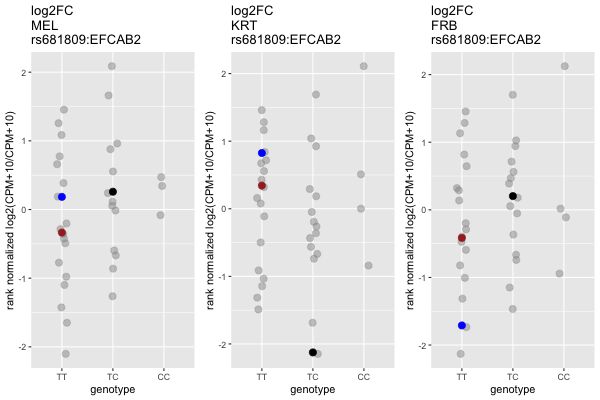 log2FC
MEL
rs681809:EFCAB2
rank normalized log2(CPM+10/CPM+10)
2
1
0
-1
-2
TT
TC
CC
genotype
log2FC
KRT
rs681809:EFCAB2
rank normalized log2(CPM+10/CPM+10)
2
1
0
-1
-2
TT
TC
CC
genotype
log2FC
FRB
rs681809:EFCAB2
rank normalized log2(CPM+10/CPM+10)
2
1
0
-1
-2
TT
TC
CC
genotype